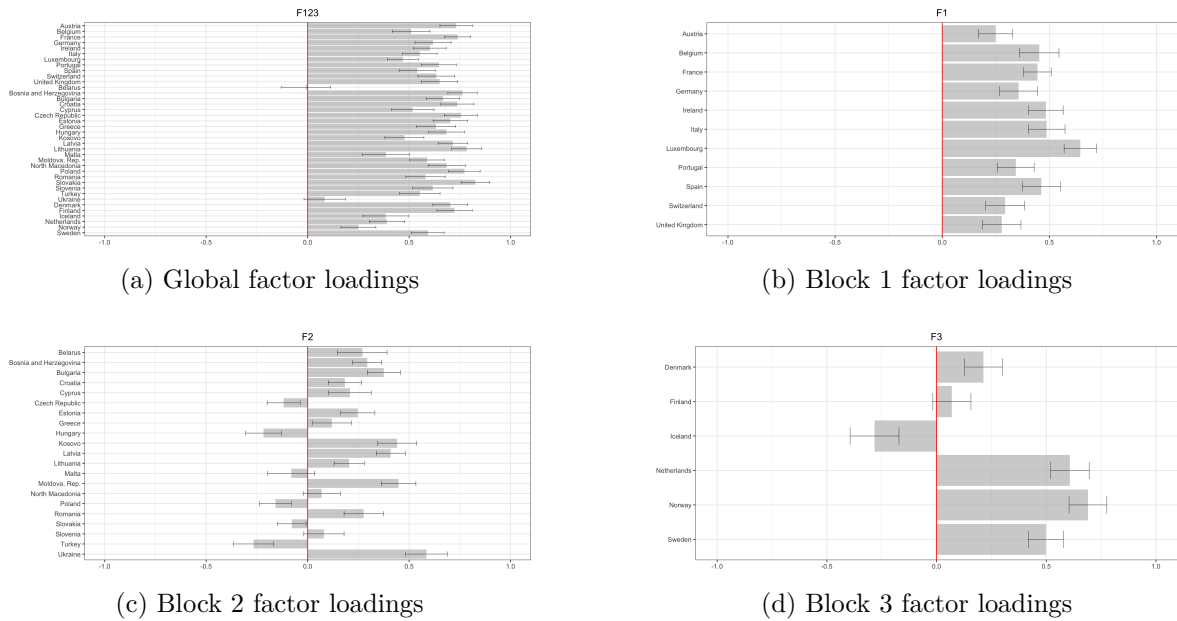 F123
Austria
Belgium
France
Germany
Ireland
Italy
Luxembourg
Portugal
Spain
Switzerland
United Kingdom
Belarus
Bosnia and Herzegovina
Bulgaria
Croatia
Cyprus
Czech Republic
Estonia
Greece
Hungary
Kosovo
Latvia
Lithuania
Malta
Moldova, Rep.
North Macedonia
Poland
Romania
Slovakia
Slovenia
Turkey
Ukraine
Denmark
Finland
Iceland
Netherlands
Norway
Sweden
-1.0 -0.5 0.0 0.5 1.0
(a) Global factor loadings
F1
Austria
Belgium
France
Germany
Ireland
Italy
Luxembourg
Portugal
Spain
Switzerland
United Kingdom
-1.0 -0.5 0.0 0.5 1.0
(b) Block 1 factor loadings
F2
Belarus
Bosnia and Herzegovina
Bulgaria
Croatia
Cyprus
Czech Republic
Estonia
Greece
Hungary
Kosovo
Latvia
Lithuania
Malta
Moldova, Rep.
North Macedonia
Poland
Romania
Slovakia
Slovenia
Turkey
Ukraine
-1.0 -0.5 0.0 0.5 1.0
(c) Block 2 factor loadings
F3
Denmark
Finland
Iceland
Netherlands
Norway
Sweden
-1.0 -0.5 0.0 0.5 1.0
(d) Block 3 factor loadings